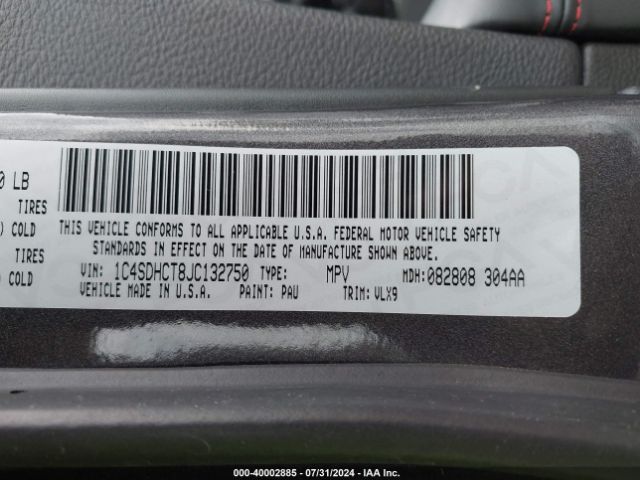 0 LB
TIRES
) COLD
TIRES
) COLD
THIS VEHICLE CONFORMS TO ALL APPLICABLE U.S.A. FEDERAL MOTOR VEHICLE SAFETY
STANDARDS IN EFFECT ON THE DATE OF MANUFACTURE SHOWN ABOVE.
VIN: 1C4SDHCT8JC132750 TYPE: MPV MDH: 082808 304AA
VEHICLE MADE IN U.S.A. PAINT: PAU TRIM: VLX9
000-40002885 - 07/31/2024 - IAA Inc.